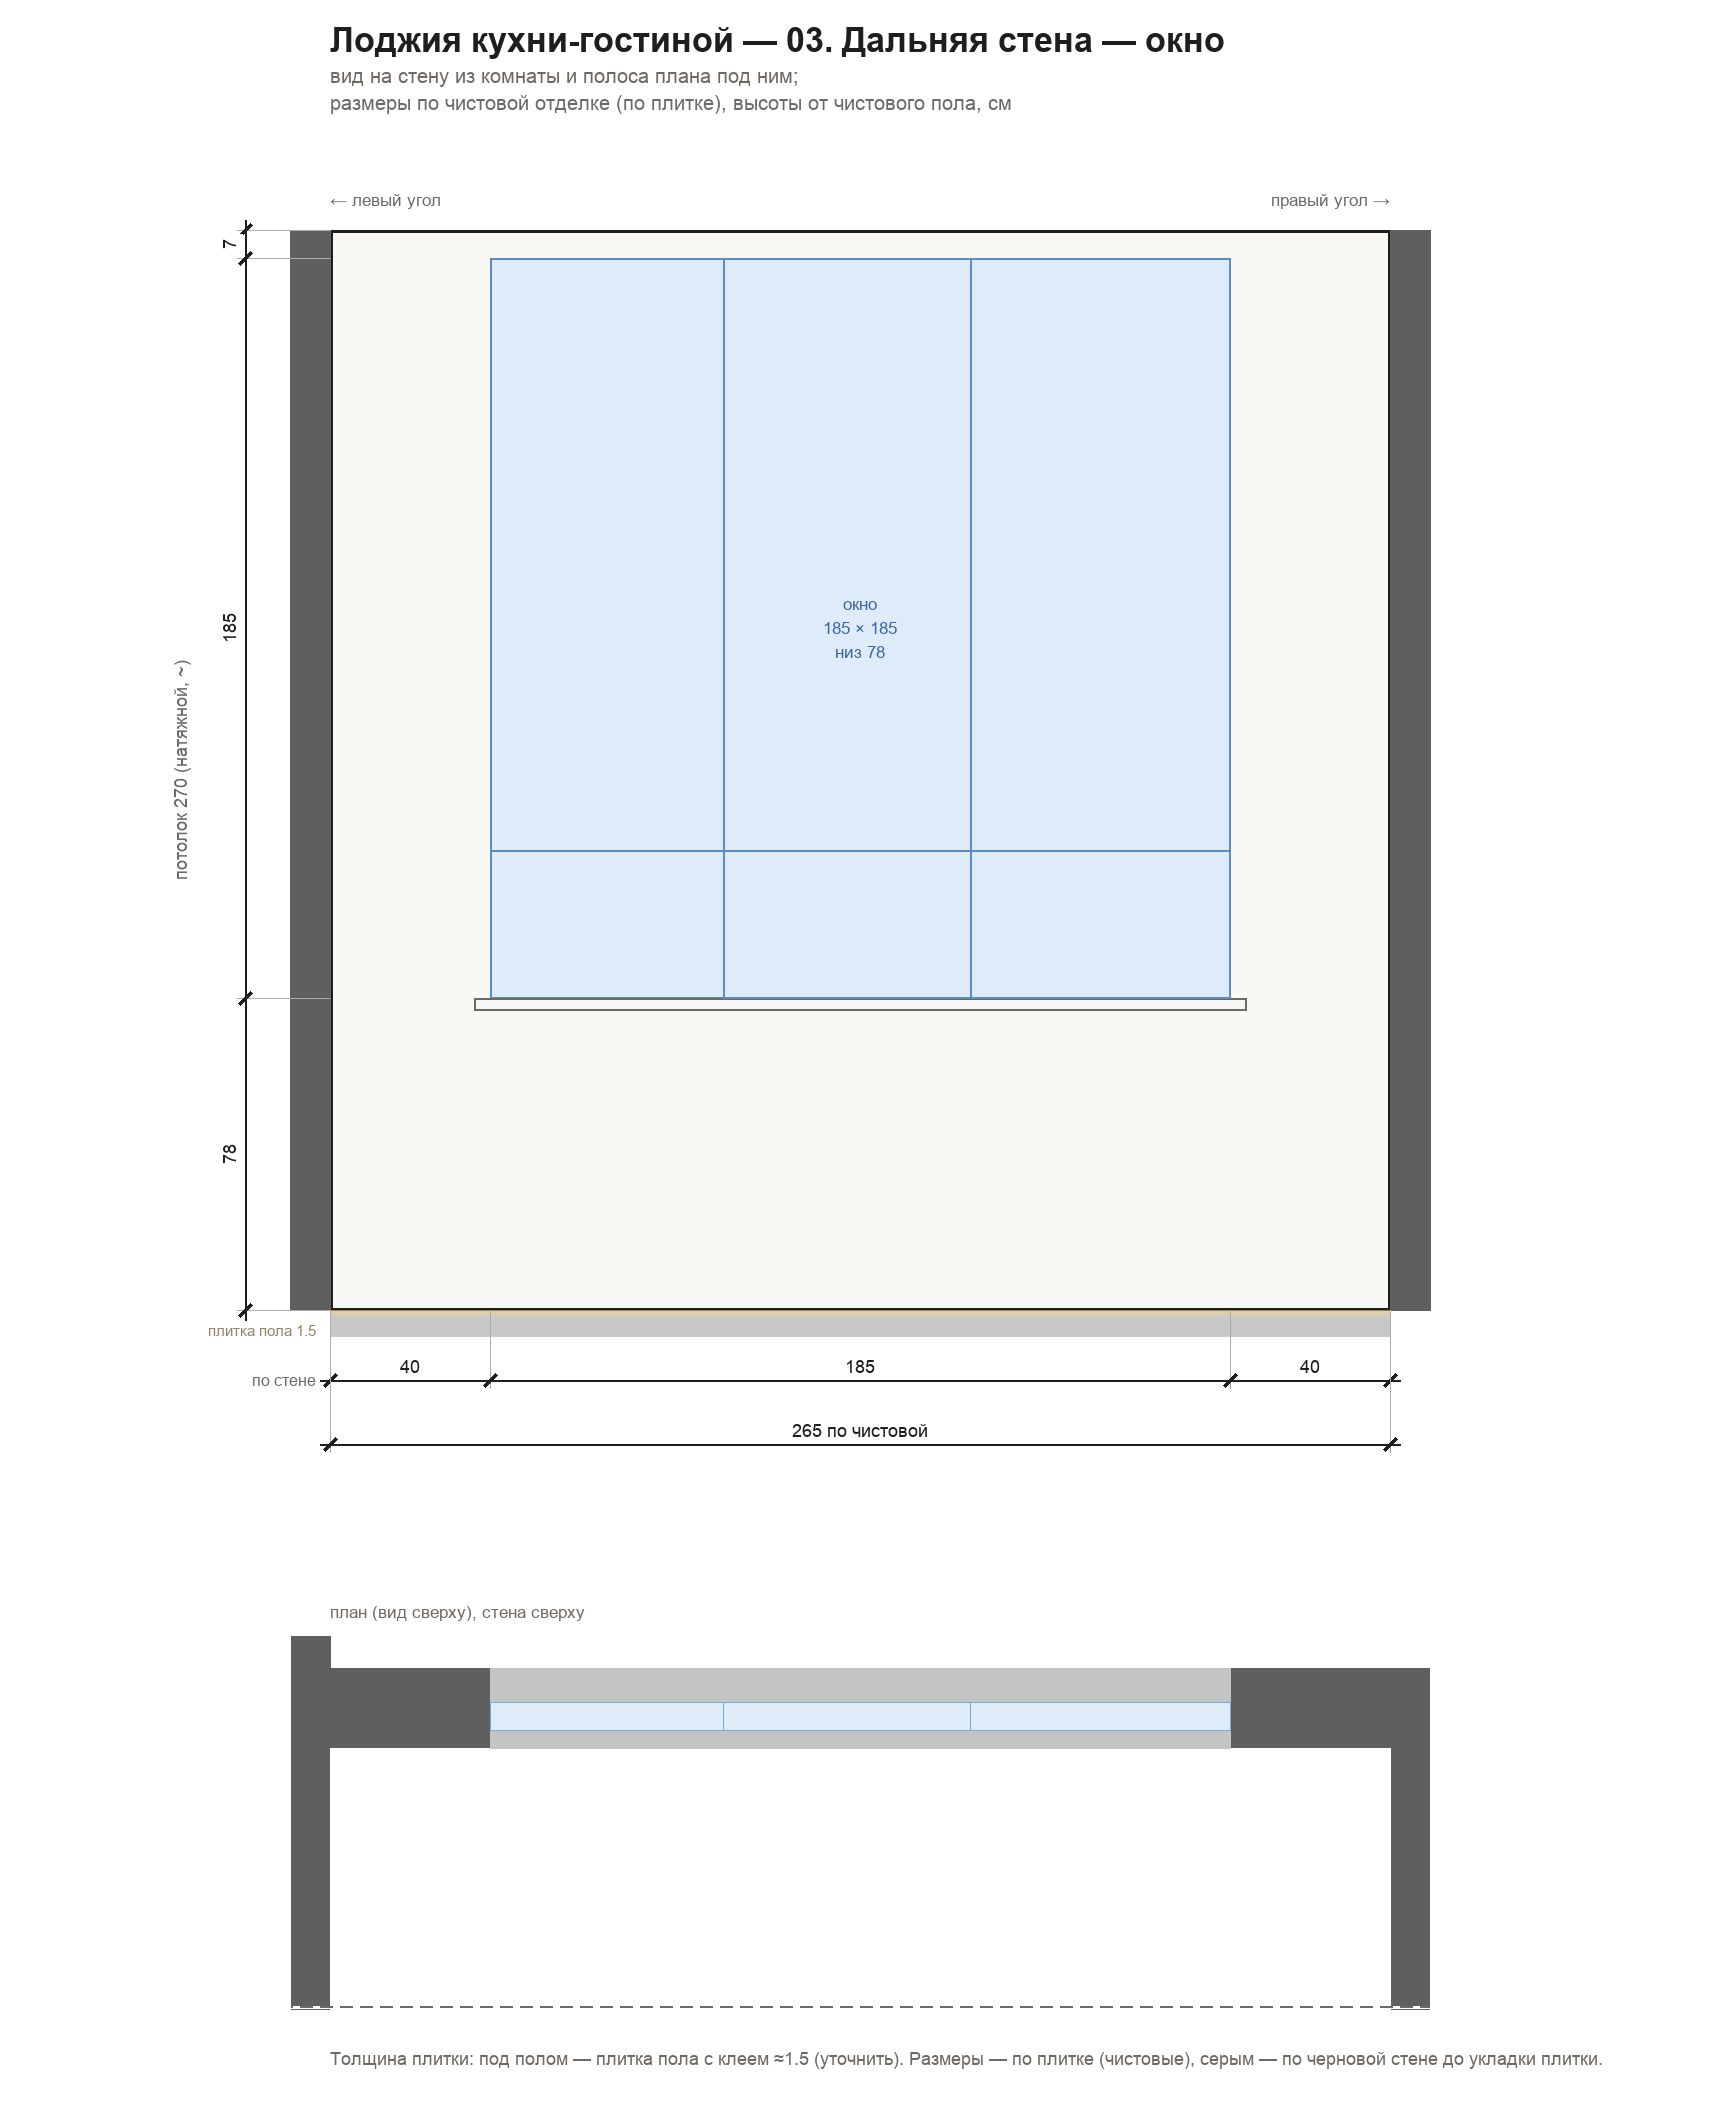 Лоджия кухни-гостиной — 03. Дальняя стена — окно
вид на стену из комнаты и полоса плана под ним;
размеры по чистовой отделке (по плитке), высоты от чистового пола, см
← левый угол
правый угол →
7
185
потолок 270 (натяжной, ~)
окно
185 × 185
низ 78
78
плитка пола 1.5
по стене
40
185
40
265 по чистовой
план (вид сверху), стена сверху
Толщина плитки: под полом — плитка пола с клеем ≈1.5 (уточнить). Размеры — по плитке (чистовые), серым — по черновой стене до укладки плитки.